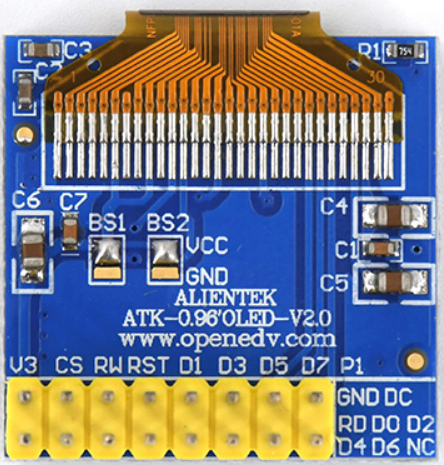 C3
R1 754
1 30
C6 C7 BS1 BS2 C4
VCC
C1
GND C5
ALIENTEK
ATK-0.96'OLED-V2.0
www.openedv.com
V3 CS RW RST D1 D3 D5 D7 P1
GND DC
RD D0 D2
D4 D6 NC